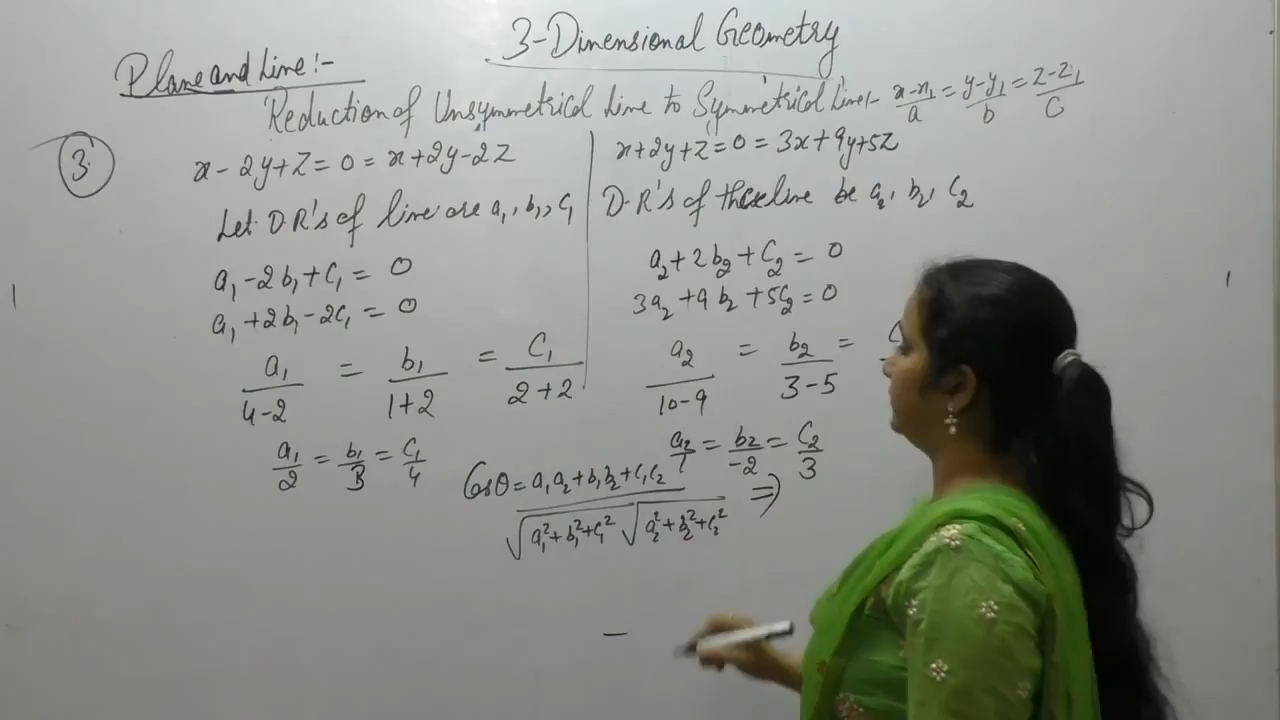 3-Dimensional Geometry
Plane and Line:-
Reduction of Unsymmetrical Line to Symmetrical Line:- (x-x₁)/a = (y-y₁)/b = (z-z₁)/c
3.
x - 2y + z = 0 = x + 2y - 2z
Let D.R's of line are a₁, b₁, c₁
a₁ - 2b₁ + c₁ = 0
a₁ + 2b₁ - 2c₁ = 0
a₁/(4-2) = b₁/(1+2) = c₁/(2+2)
a₁/2 = b₁/3 = c₁/4
x + 2y + z = 0 = 3x + 9y + 5z
D.R's of line be a₂, b₂, c₂
a₂ + 2b₂ + c₂ = 0
3a₂ + 9b₂ + 5c₂ = 0
a₂/(10-9) = b₂/(3-5) =
a₂/1 = b₂/-2 = c₂/3
Cosθ = (a₁a₂ + b₁b₂ + c₁c₂)/(√(a₁² + b₁² + c₁²) √(a₂² + b₂² + c₂²)) ⇒